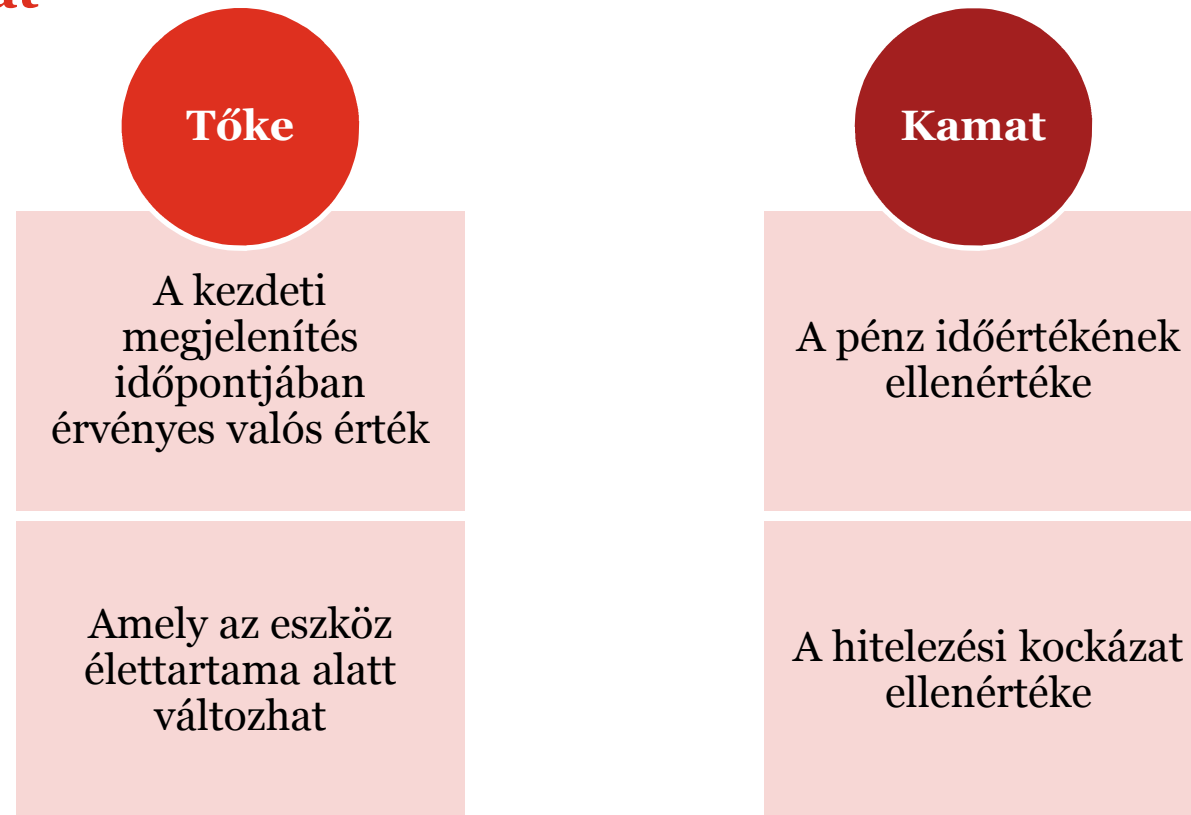 Tőke
A kezdeti
megjelenítés
időpontjában
érvényes valós érték
Amely az eszköz
élettartama alatt
változhat
Kamat
A pénz időértékének
ellenértéke
A hitelezési kockázat
ellenértéke